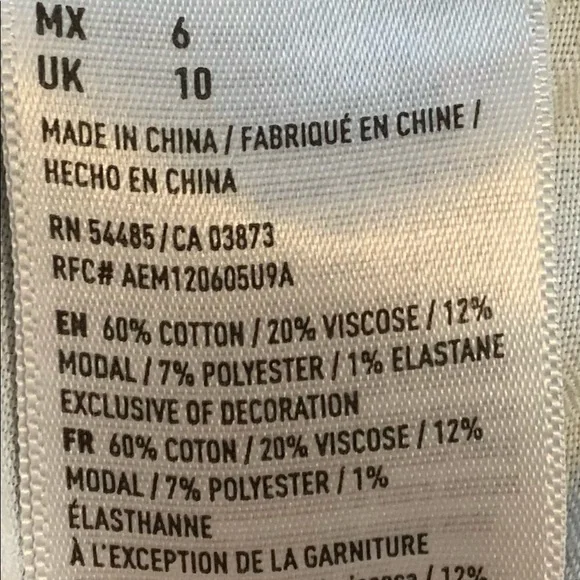 MX 6
UK 10
MADE IN CHINA / FABRIQUÉ EN CHINE /
HECHO EN CHINA
RN 54485 / CA 03873
RFC# AEM120605U9A
EN 60% COTTON / 20% VISCOSE / 12%
MODAL / 7% POLYESTER / 1% ELASTANE
EXCLUSIVE OF DECORATION
FR 60% COTON / 20% VISCOSE / 12%
MODAL / 7% POLYESTER / 1%
ÉLASTHANNE
À L'EXCEPTION DE LA GARNITURE
/ 12%